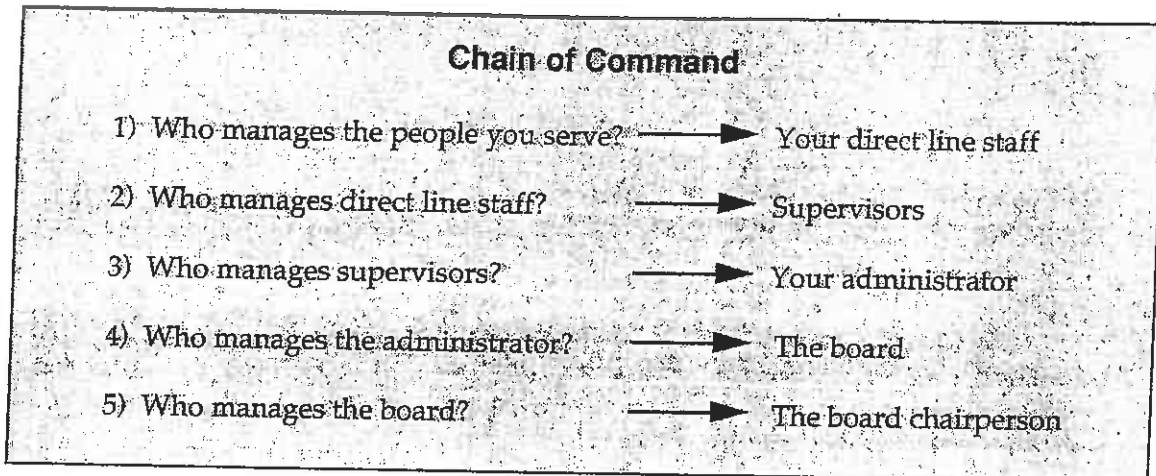 Chain of Command
1) Who manages the people you serve? Your direct line staff
2) Who manages direct line staff? Supervisors
3) Who manages supervisors? Your administrator
4) Who manages the administrator? The board
5) Who manages the board? The board chairperson